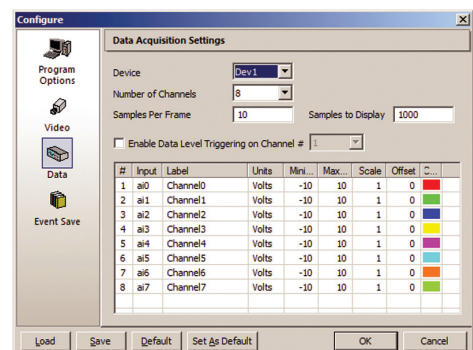 Configure
Program
Options
Video
Data
Event Save
Data Acquisition Settings
Device Dev1
Number of Channels 8
Samples Per Frame 10 Samples to Display 1000
Enable Data Level Triggering on Channel # 1
# Input Label Units Mini... Max... Scale Offset C...
1 ai0 Channel0 Volts -10 10 1 0
2 ai1 Channel1 Volts -10 10 1 0
3 ai2 Channel2 Volts -10 10 1 0
4 ai3 Channel3 Volts -10 10 1 0
5 ai4 Channel4 Volts -10 10 1 0
6 ai5 Channel5 Volts -10 10 1 0
7 ai6 Channel6 Volts -10 10 1 0
8 ai7 Channel7 Volts -10 10 1 0
Load Save Default Set As Default OK Cancel